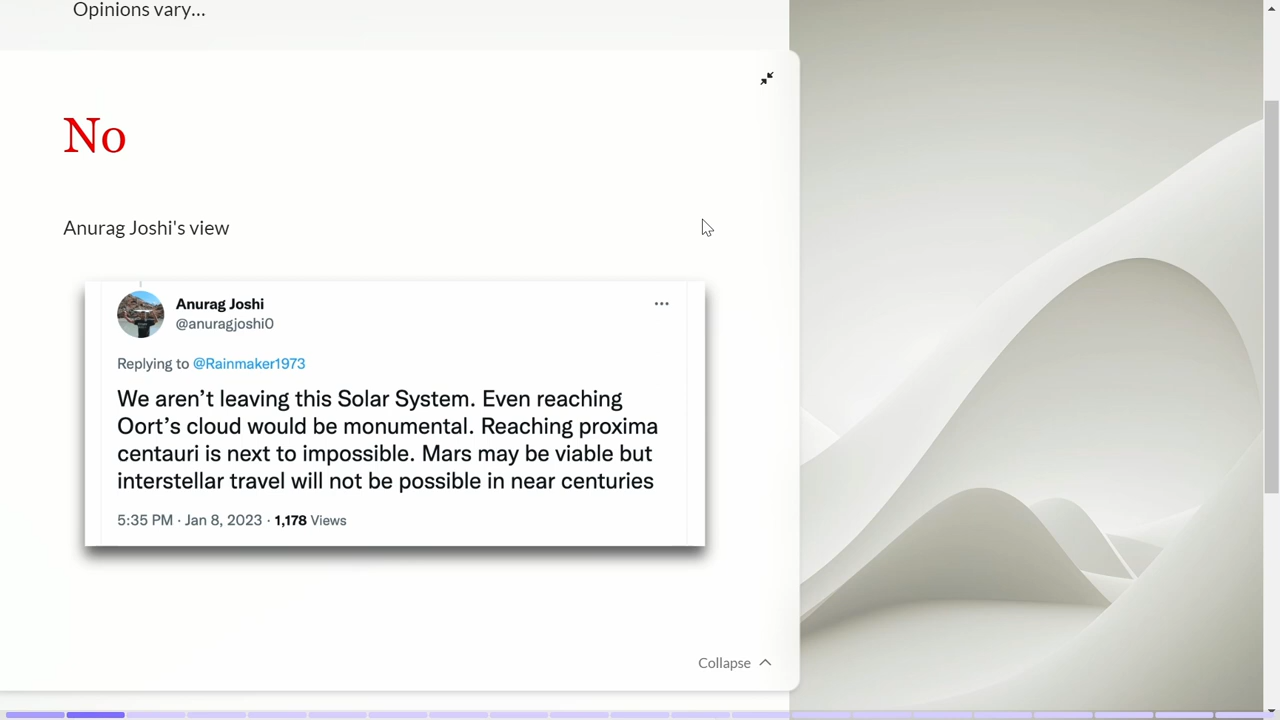 Opinions vary...
No
Anurag Joshi's view
Anurag Joshi
@anuragjoshi0
Replying to @Rainmaker1973
We aren’t leaving this Solar System. Even reaching
Oort’s cloud would be monumental. Reaching proxima
centauri is next to impossible. Mars may be viable but
interstellar travel will not be possible in near centuries
5:35 PM · Jan 8, 2023 · 1,178 Views
Collapse